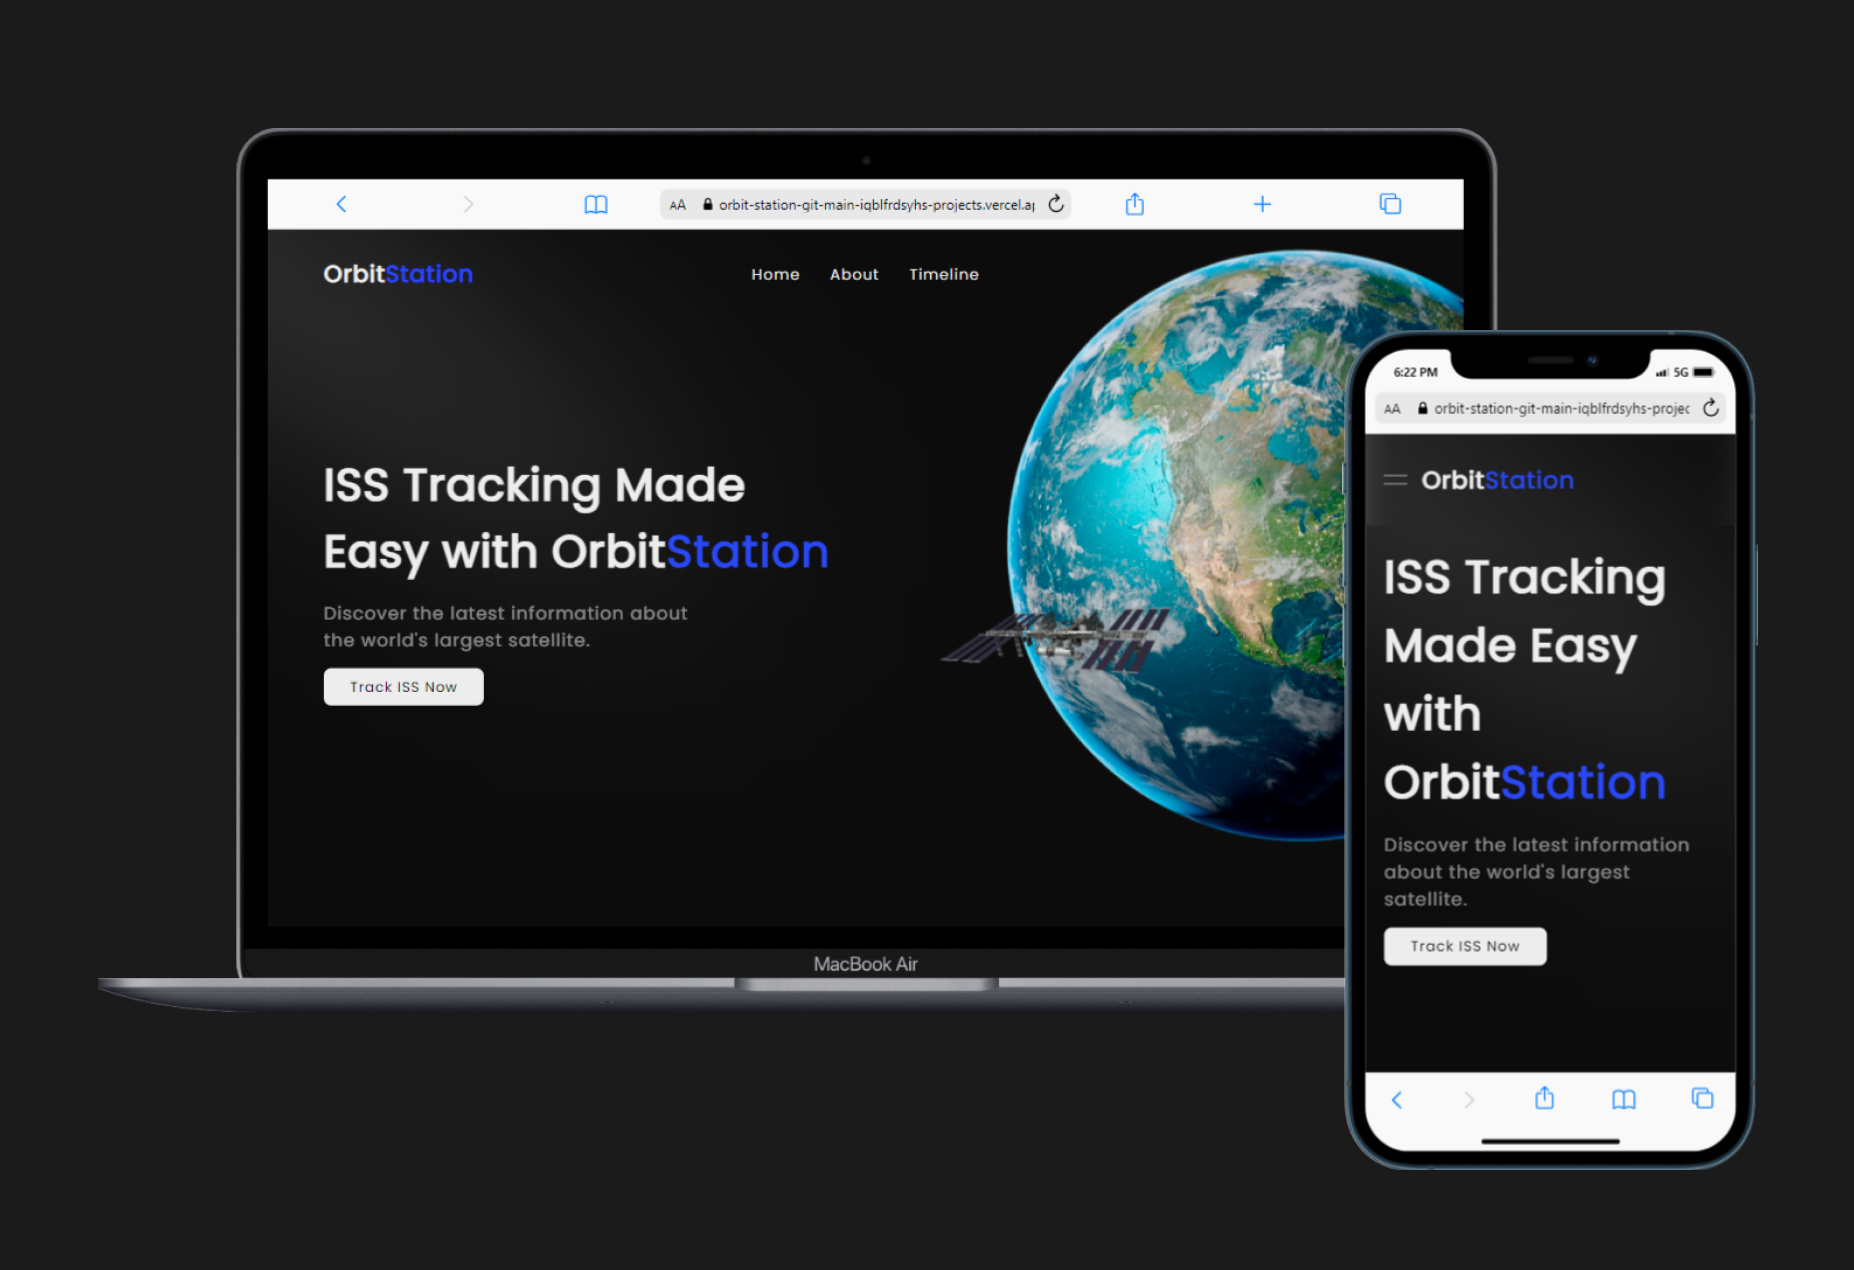 AA orbit-station-git-main-iqblfrdsyhs-projects.vercel.ap
OrbitStation
Home About Timeline
ISS Tracking Made
Easy with OrbitStation
Discover the latest information about
the world's largest satellite.
Track ISS Now
MacBook Air
6:22 PM 5G
AA orbit-station-git-main-iqblfrdsyhs-projec
OrbitStation
ISS Tracking
Made Easy
with
OrbitStation
Discover the latest information
about the world's largest
satellite.
Track ISS Now